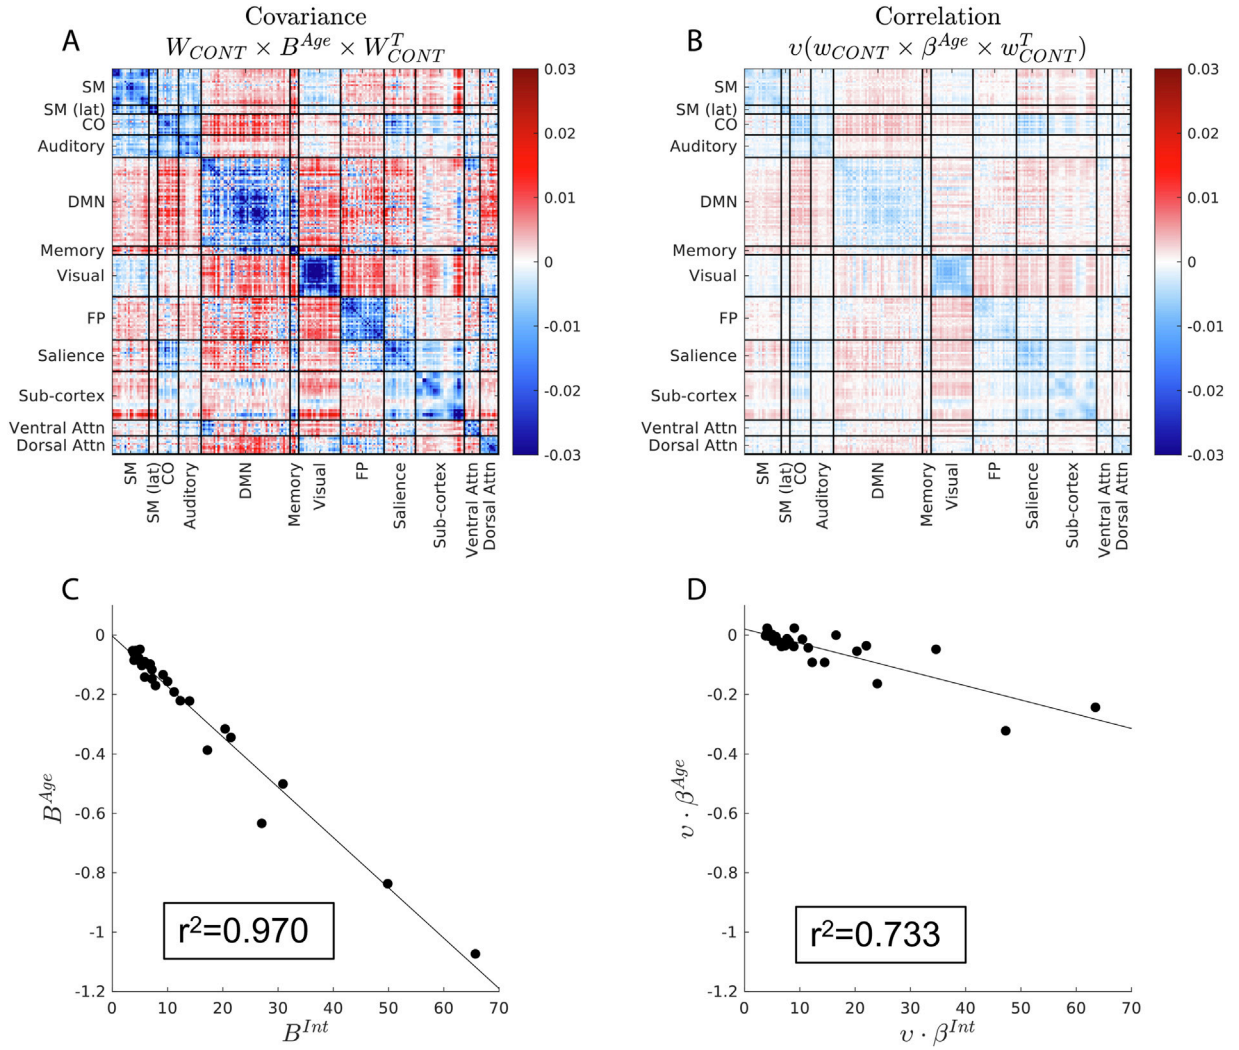 Covariance
A
W_CONT × B^Age × W^T_CONT
SM
SM (lat)
CO
Auditory
DMN
Memory
Visual
FP
Salience
Sub-cortex
Ventral Attn
Dorsal Attn
SM
SM (lat)
CO
Auditory
DMN
Memory
Visual
FP
Salience
Sub-cortex
Ventral Attn
Dorsal Attn
0.03
0.02
0.01
0
-0.01
-0.02
-0.03
Correlation
B
υ(w_CONT × β^Age × w^T_CONT)
SM
SM (lat)
CO
Auditory
DMN
Memory
Visual
FP
Salience
Sub-cortex
Ventral Attn
Dorsal Attn
SM
SM (lat)
CO
Auditory
DMN
Memory
Visual
FP
Salience
Sub-cortex
Ventral Attn
Dorsal Attn
0.03
0.02
0.01
0
-0.01
-0.02
-0.03
C
B^Age
0
-0.2
-0.4
-0.6
-0.8
-1
-1.2
r²=0.970
0 10 20 30 40 50 60 70
B^Int
D
υ · β^Age
0
-0.2
-0.4
-0.6
-0.8
-1
-1.2
r²=0.733
0 10 20 30 40 50 60 70
υ · β^Int